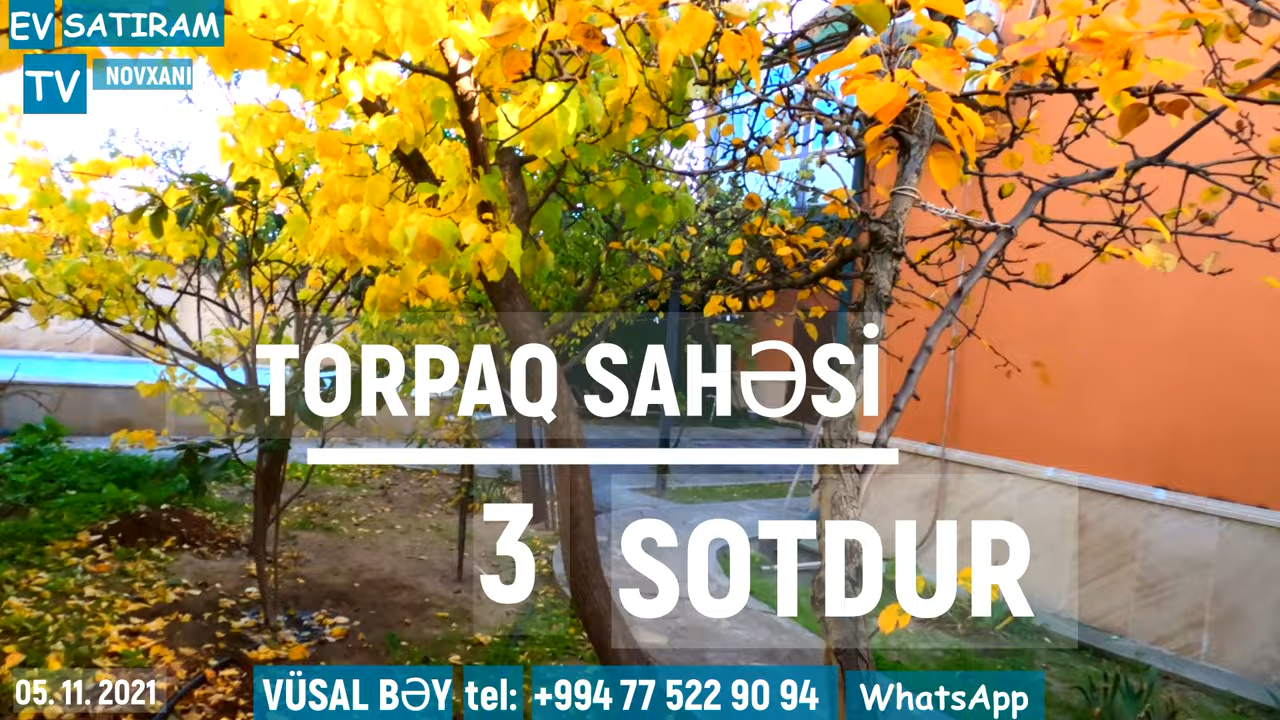 EV SATIRAM
TV NOVXANI
TORPAQ SAHƏSİ
3 SOTDUR
05. 11. 2021
VÜSAL BƏY tel: +994 77 522 90 94 WhatsApp